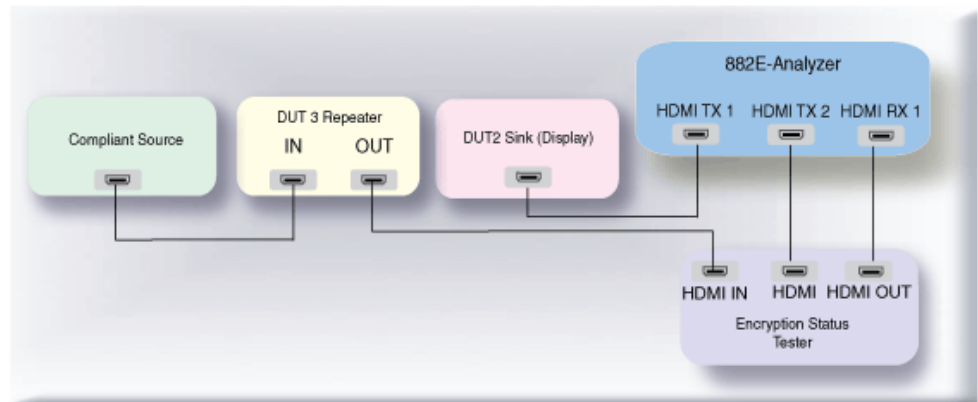 882E-Analyzer
HDMI TX 1 HDMI TX 2 HDMI RX 1
Compliant Source
DUT 3 Repeater
IN OUT
DUT2 Sink (Display)
HDMI IN HDMI HDMI OUT
Encryption Status
Tester